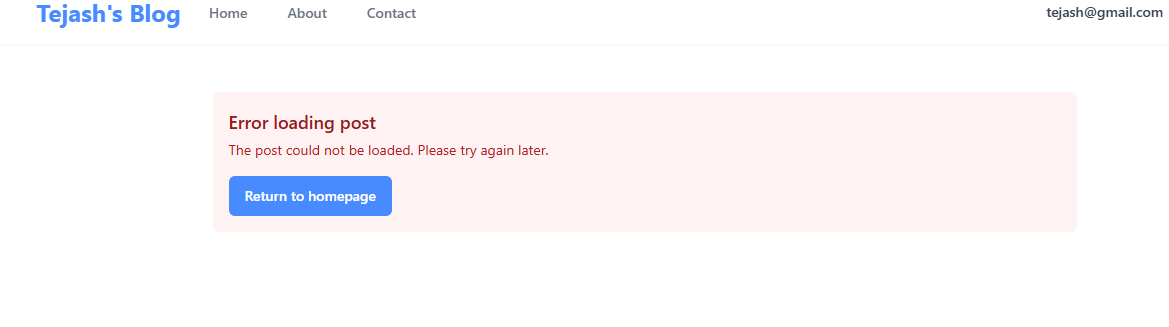 Tejash's Blog Home About Contact tejash@gmail.com
Error loading post
The post could not be loaded. Please try again later.
Return to homepage